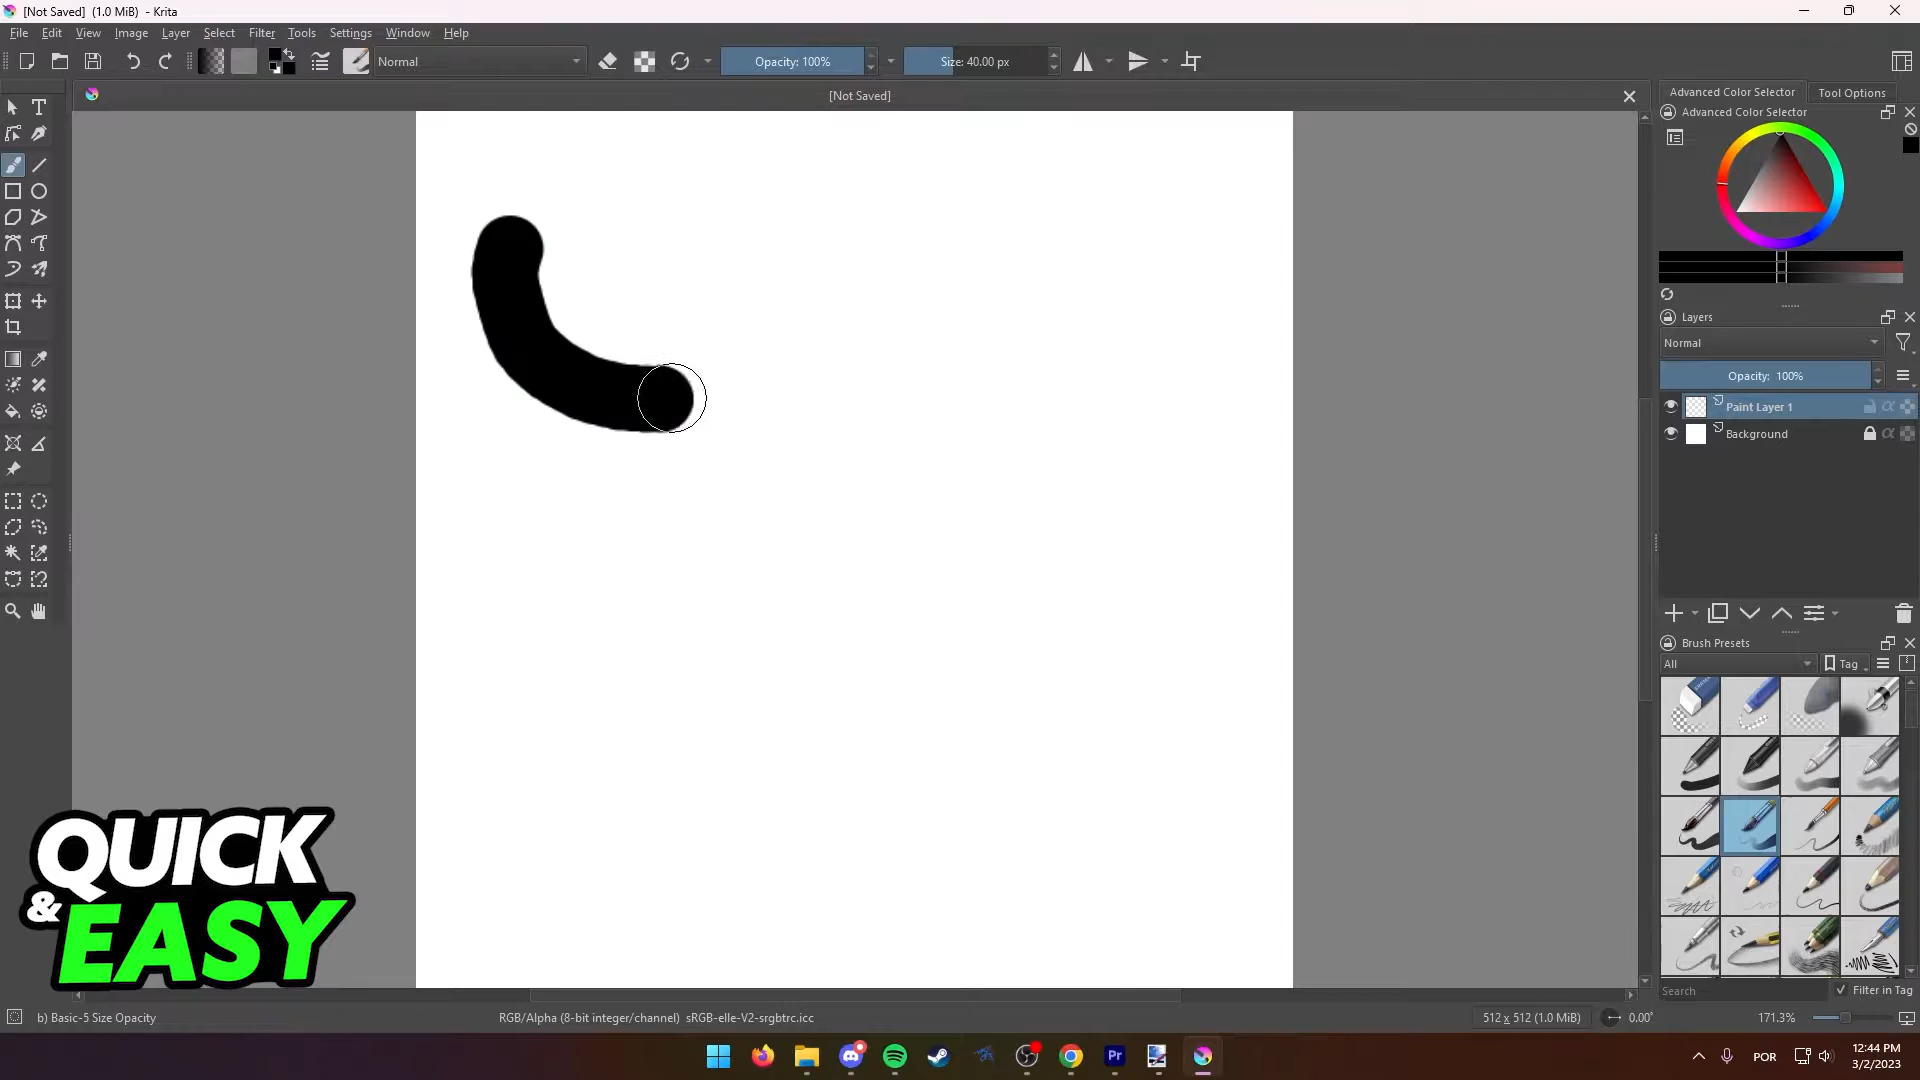 [Not Saved]  (1.0 MiB)  - Krita
File Edit View Image Layer Select Filter Tools Settings Window Help
Normal
Opacity: 100%
Size: 40.00 px
[Not Saved]
Advanced Color Selector
Tool Options
Advanced Color Selector
Layers
Normal
Opacity:  100%
Paint Layer 1
Background
Brush Presets
All
Tag
Search
Filter in Tag
QUICK
& EASY
b) Basic-5 Size Opacity
RGB/Alpha (8-bit integer/channel)  sRGB-elle-V2-srgbtrc.icc
512 x 512 (1.0 MiB)
0.00°
171.3%
Pr
POR
12:44 PM
3/2/2023